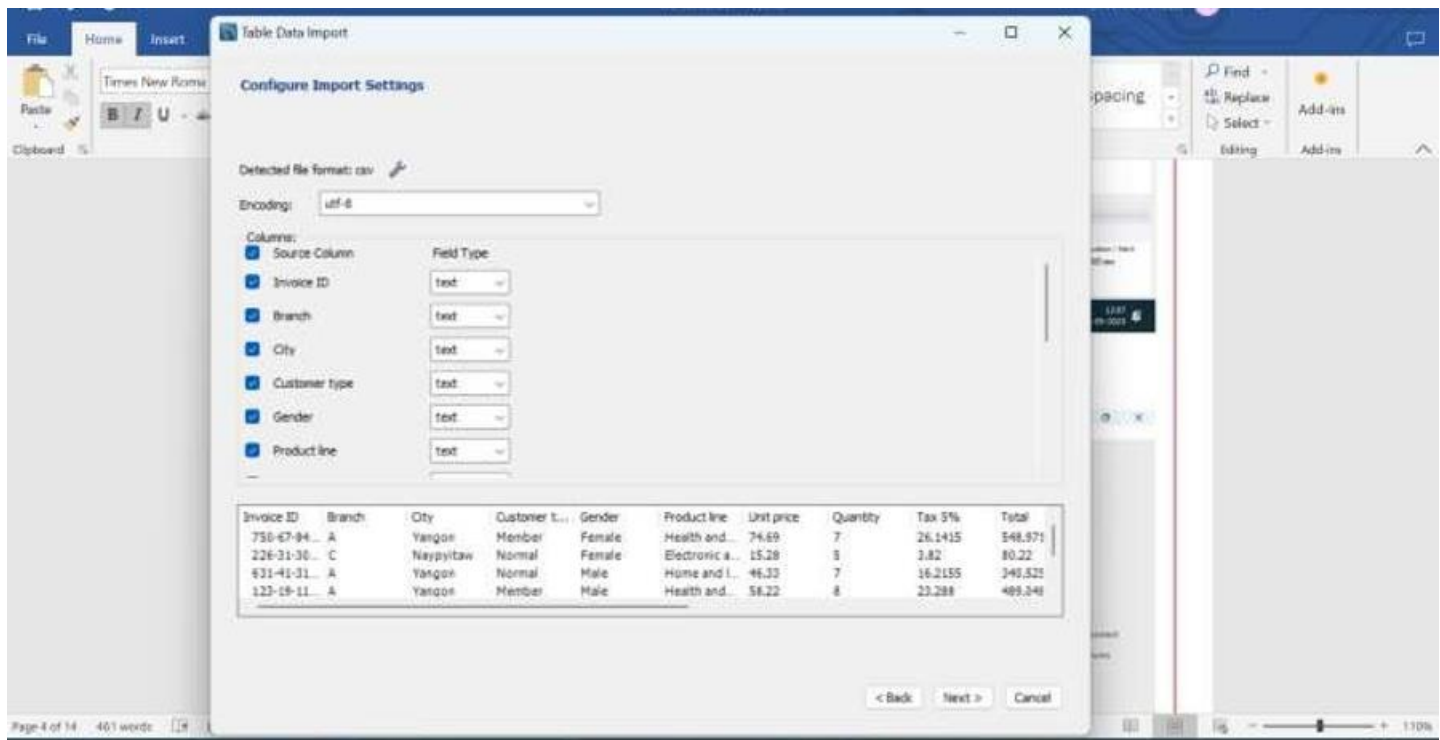 File Home Insert
Table Data Import
Times New Roma
Paste
B I U
Clipboard
Configure Import Settings
Find
Replace
Select
Editing
Add-ins
Add-ins
Detected file format: csv
Encoding: utf-8
Columns:
Source Column Field Type
Invoice ID text
Branch text
City text
Customer type text
Gender text
Product line text
Invoice ID Branch City Customer t... Gender Product line Unit price Quantity Tax 5% Total
750-67-84... A Yangon Member Female Health and... 74.69 7 26.1415 548.971
226-31-30... C Naypyitaw Normal Female Electronic a... 15.28 5 3.82 80.22
631-41-31... A Yangon Normal Male Home and l... 46.33 7 16.2155 340.525
123-19-11... A Yangon Member Male Health and... 58.22 8 23.288 489.048
< Back Next > Cancel
Page 4 of 14 461 words 110%